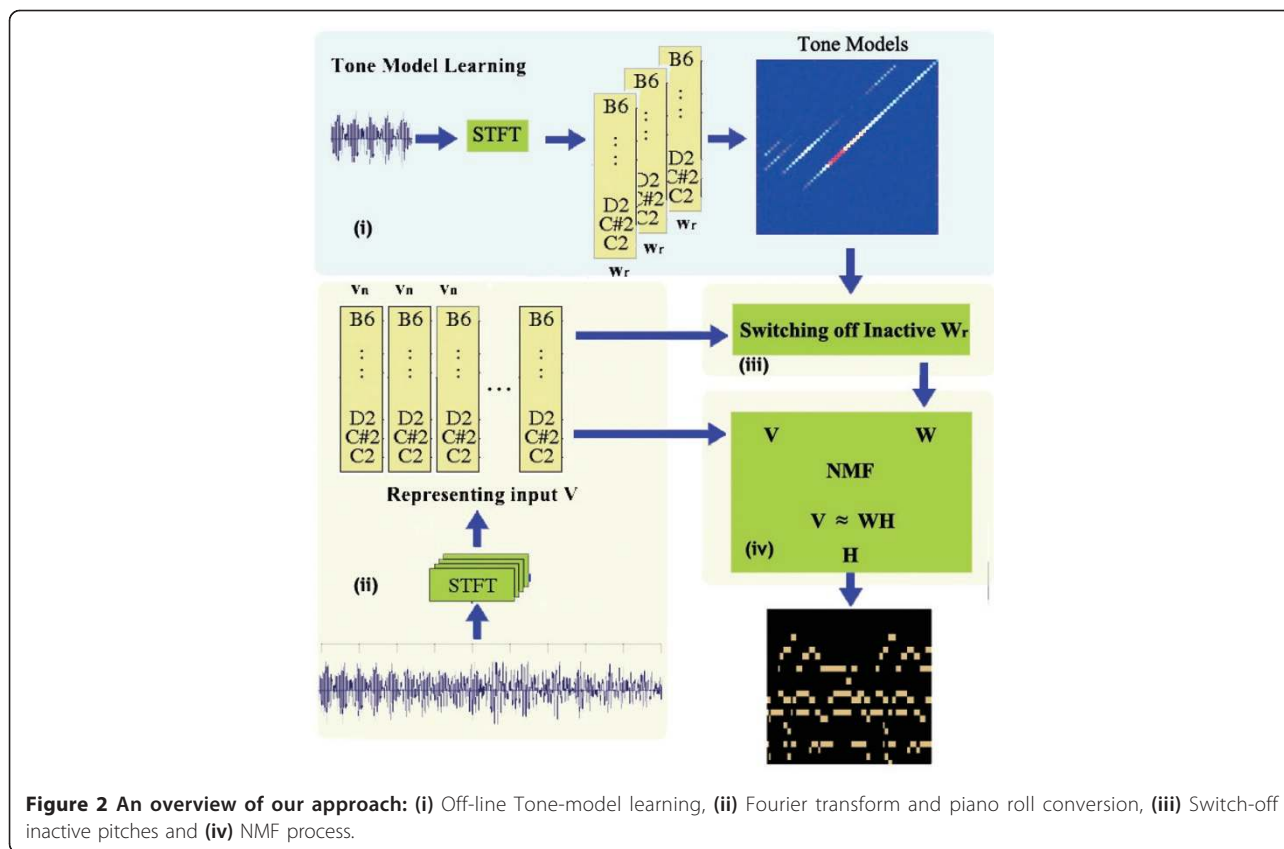 Tone Model Learning
Tone Models
STFT
B6
⋮
⋮
D2
C#2
C2
Wr
B6
⋮
⋮
D2
C#2
C2
Wr
B6
⋮
⋮
D2
C#2
C2
Wr
(i)
Vn Vn Vn
B6 B6 B6 B6
⋮ ⋮ ⋮ ⋮
⋮ ⋮ ⋮ ⋮
...
D2 D2 D2 D2
C#2 C#2 C#2 C#2
C2 C2 C2 C2
Representing input V
(ii)
STFT
Switching off Inactive Wr
(iii)
V W
NMF
V ≈ WH
(iv)
H
Figure 2 An overview of our approach: (i) Off-line Tone-model learning, (ii) Fourier transform and piano roll conversion, (iii) Switch-off
inactive pitches and (iv) NMF process.